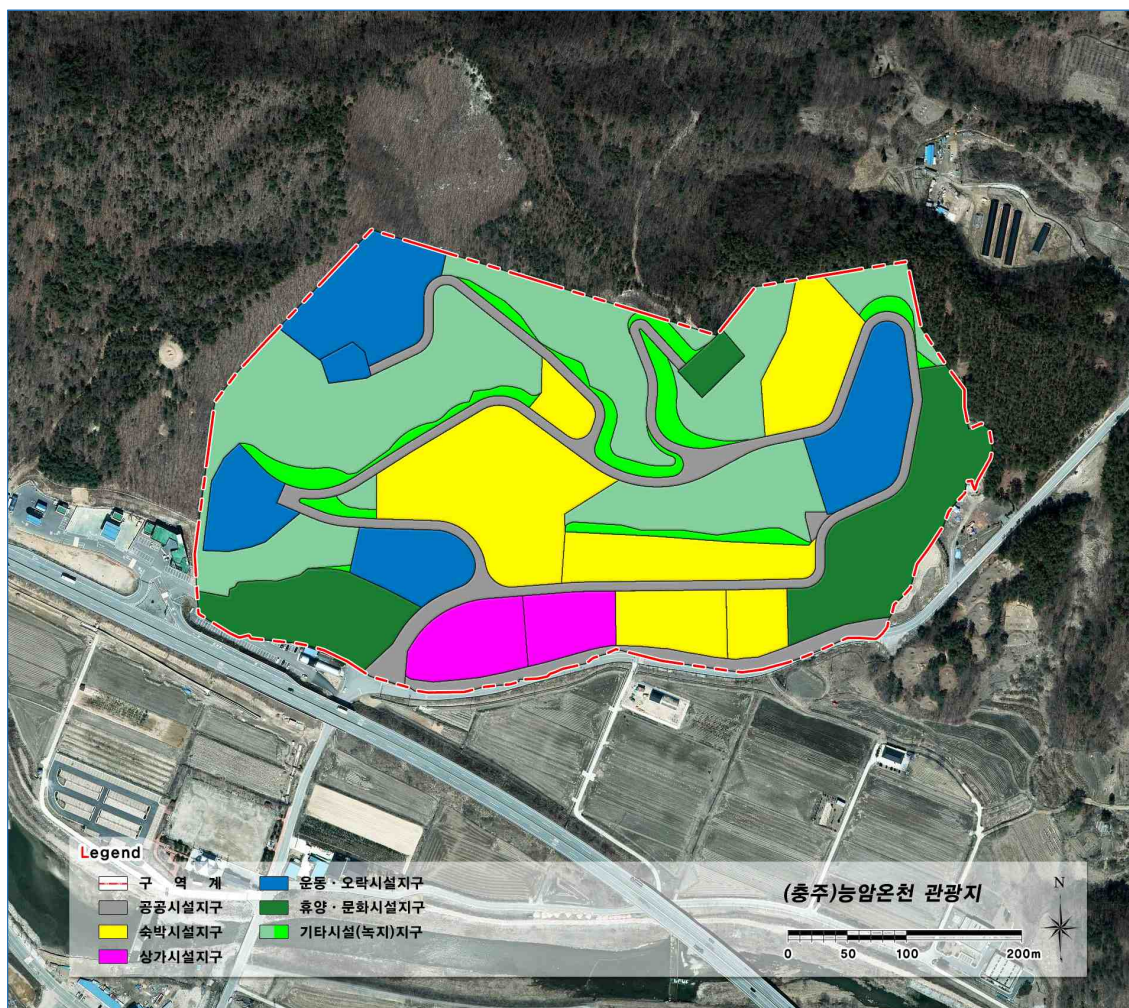 Legend
구 역 계
공공시설지구
숙박시설지구
상가시설지구
운동·오락시설지구
휴양·문화시설지구
기타시설(녹지)지구
(충주)능암온천 관광지
N
0 50 100 200m